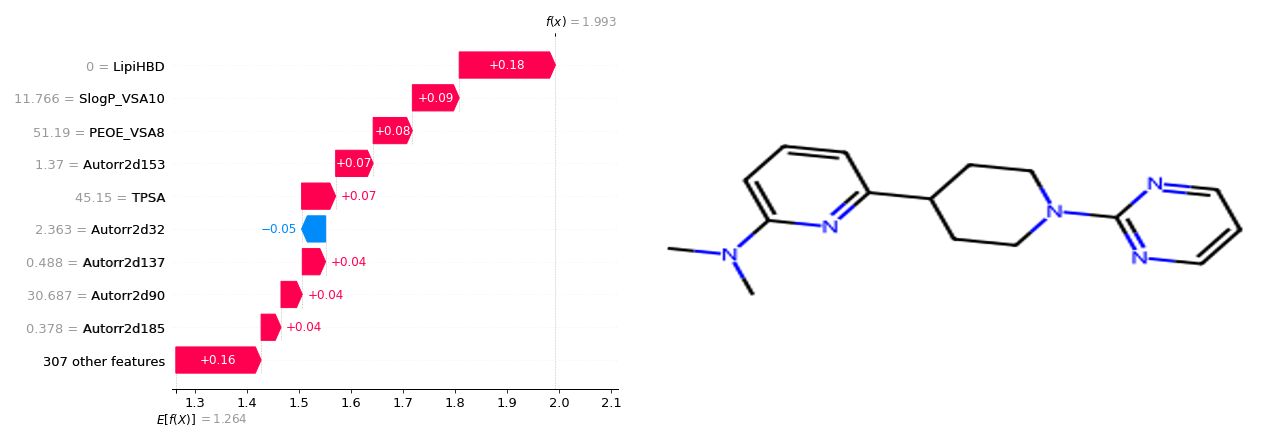 f(x) = 1.993
0 = LipiHBD +0.18
11.766 = SlogP_VSA10 +0.09
51.19 = PEOE_VSA8 +0.08
1.37 = Autorr2d153 +0.07
45.15 = TPSA +0.07
2.363 = Autorr2d32 −0.05
0.488 = Autorr2d137 +0.04
30.687 = Autorr2d90 +0.04
0.378 = Autorr2d185 +0.04
307 other features +0.16
1.3 1.4 1.5 1.6 1.7 1.8 1.9 2.0 2.1
E[f(X)] = 1.264
N
N
N
N
N